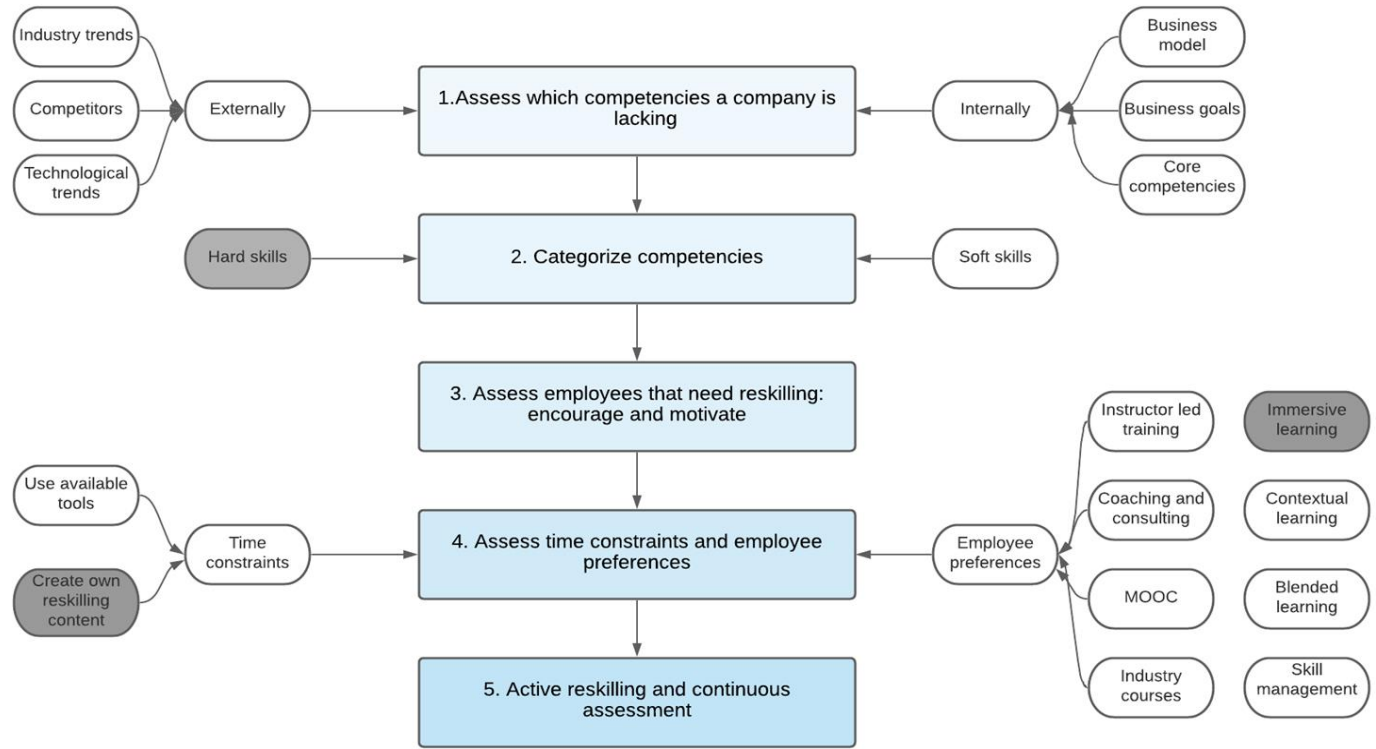 Industry trends
Competitors
Technological
trends
Externally
1.Assess which competencies a company is
lacking
Internally
Business
model
Business goals
Core
competencies
Hard skills
2. Categorize competencies
Soft skills
3. Assess employees that need reskilling:
encourage and motivate
Use available
tools
Create own
reskilling
content
Time
constraints
4. Assess time constraints and employee
preferences
Employee
preferences
Instructor led
training
Immersive
learning
Coaching and
consulting
Contextual
learning
MOOC
Blended
learning
Industry
courses
Skill
management
5. Active reskilling and continuous
assessment